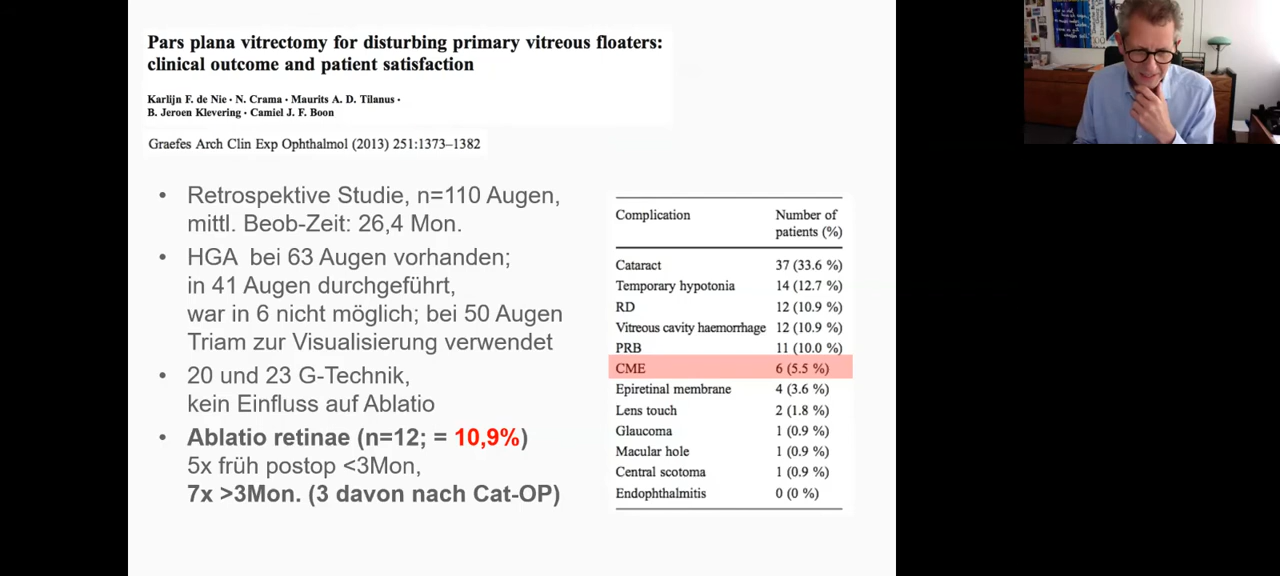 Pars plana vitrectomy for disturbing primary vitreous floaters:
clinical outcome and patient satisfaction
Karlijn F. de Nie · N. Crama · Maurits A. D. Tilanus ·
B. Jeroen Klevering · Camiel J. F. Boon
Graefes Arch Clin Exp Ophthalmol (2013) 251:1373–1382
• Retrospektive Studie, n=110 Augen,
mittl. Beob-Zeit: 26,4 Mon.
• HGA bei 63 Augen vorhanden;
in 41 Augen durchgeführt,
war in 6 nicht möglich; bei 50 Augen
Triam zur Visualisierung verwendet
• 20 und 23 G-Technik,
kein Einfluss auf Ablatio
• Ablatio retinae (n=12; = 10,9%)
5x früh postop <3Mon,
7x >3Mon. (3 davon nach Cat-OP)
Complication Number of
patients (%)
Cataract 37 (33.6 %)
Temporary hypotonia 14 (12.7 %)
RD 12 (10.9 %)
Vitreous cavity haemorrhage 12 (10.9 %)
PRB 11 (10.0 %)
CME 6 (5.5 %)
Epiretinal membrane 4 (3.6 %)
Lens touch 2 (1.8 %)
Glaucoma 1 (0.9 %)
Macular hole 1 (0.9 %)
Central scotoma 1 (0.9 %)
Endophthalmitis 0 (0 %)